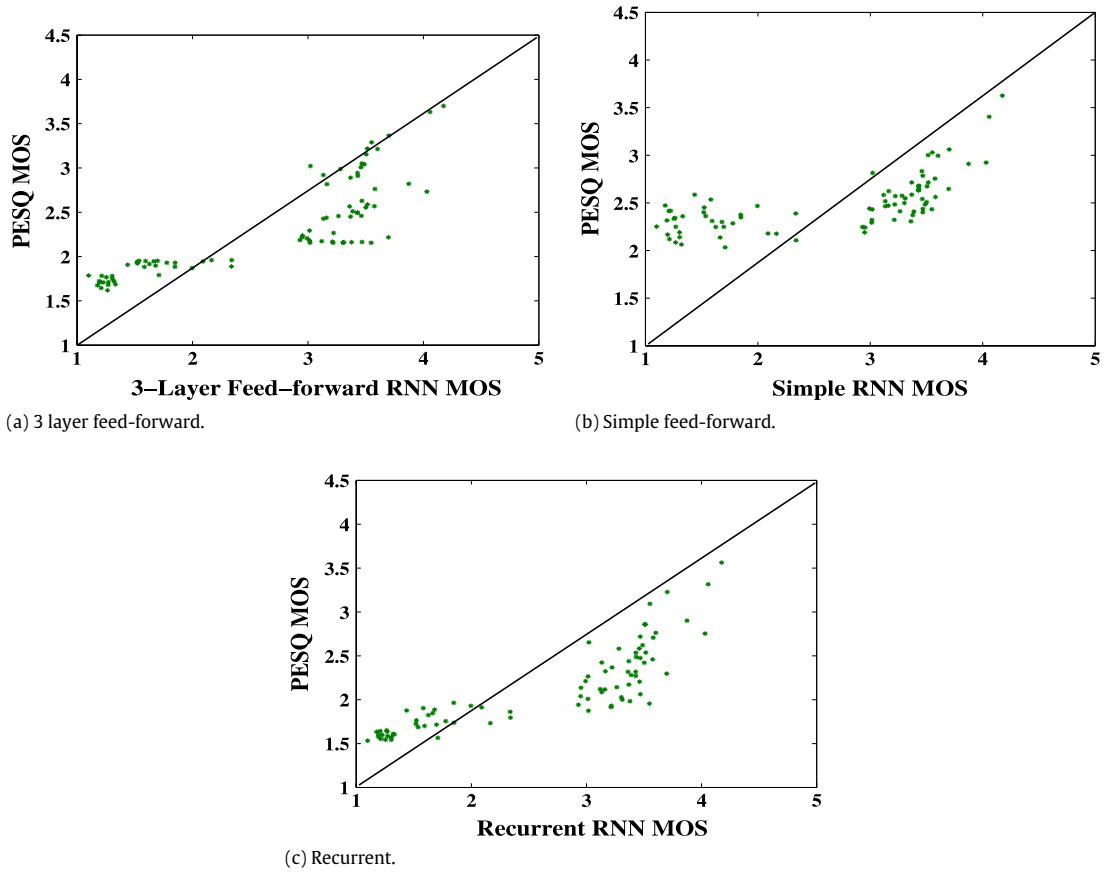 4.5
4
3.5
3
2.5
2
1.5
1
PESQ MOS
1 2 3 4 5
3−Layer Feed−forward RNN MOS
(a) 3 layer feed-forward.
4.5
4
3.5
3
2.5
2
1.5
1
PESQ MOS
1 2 3 4 5
Simple RNN MOS
(b) Simple feed-forward.
4.5
4
3.5
3
2.5
2
1.5
1
PESQ MOS
1 2 3 4 5
Recurrent RNN MOS
(c) Recurrent.